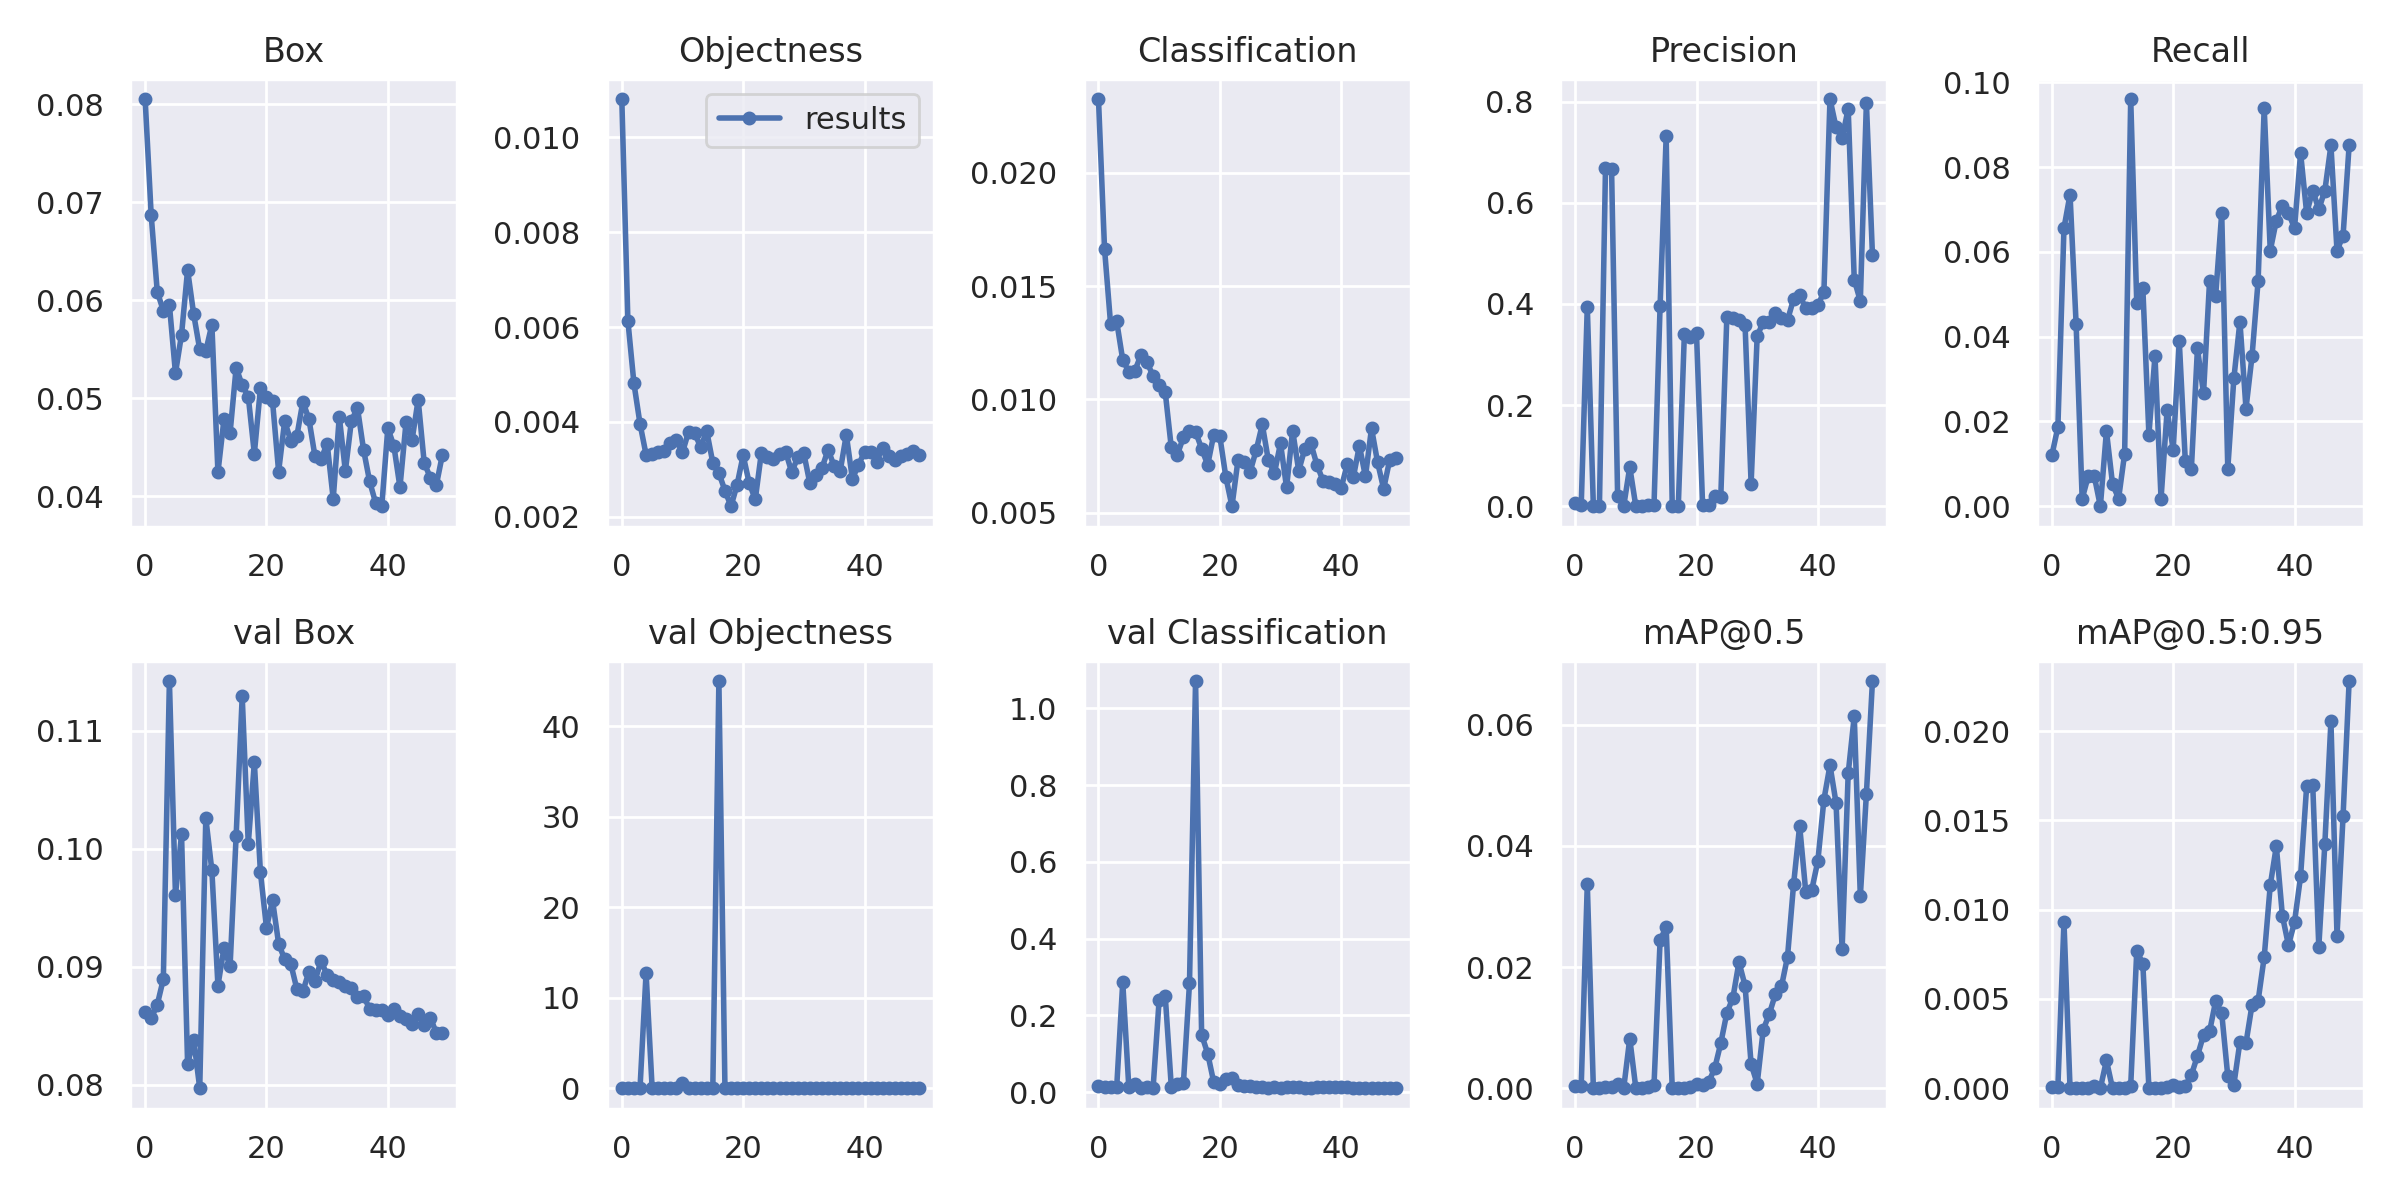 Box
0.08
0.07
0.06
0.05
0.04
0 20 40
Objectness
results
0.010
0.008
0.006
0.004
0.002
0 20 40
Classification
0.020
0.015
0.010
0.005
0 20 40
Precision
0.8
0.6
0.4
0.2
0.0
0 20 40
Recall
0.10
0.08
0.06
0.04
0.02
0.00
0 20 40
val Box
0.11
0.10
0.09
0.08
0 20 40
val Objectness
40
30
20
10
0
0 20 40
val Classification
1.0
0.8
0.6
0.4
0.2
0.0
0 20 40
mAP@0.5
0.06
0.04
0.02
0.00
0 20 40
mAP@0.5:0.95
0.020
0.015
0.010
0.005
0.000
0 20 40